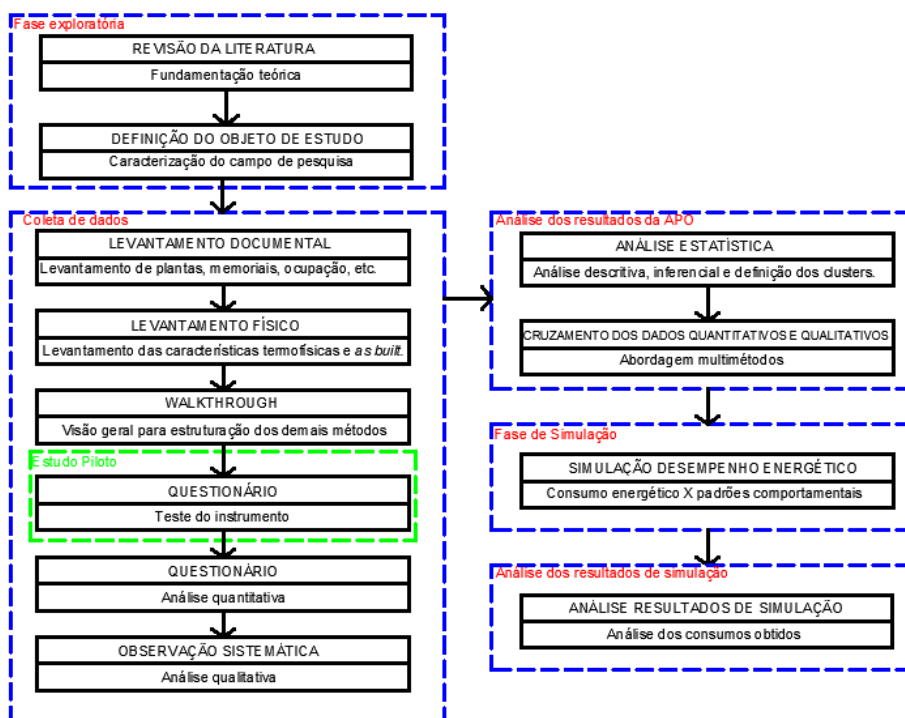 Fase exploratória
REVISÃO DA LITERATURA
Fundamentação teórica
DEFINIÇÃO DO OBJETO DE ESTUDO
Caracterização do campo de pesquisa
Coleta de dados
LEVANTAMENTO DOCUMENTAL
Levantamento de plantas, memoriais, ocupação, etc.
LEVANTAMENTO FÍSICO
Levantamento das características termofísicas e as built.
WALKTHROUGH
Visão geral para estruturação dos demais métodos
Estudo Piloto
QUESTIONÁRIO
Teste do instrumento
QUESTIONÁRIO
Análise quantitativa
OBSERVAÇÃO SISTEMÁTICA
Análise qualitativa
Análise dos resultados da APO
ANÁLISE ESTATÍSTICA
Análise descritiva, inferencial e definição dos clusters.
CRUZAMENTO DOS DADOS QUANTITATIVOS E QUALITATIVOS
Abordagem multimétodos
Fase de Simulação
SIMULAÇÃO DESEMPENHO ENERGÉTICO
Consumo energético X padrões comportamentais
Análise dos resultados de simulação
ANÁLISE RESULTADOS DE SIMULAÇÃO
Análise dos consumos obtidos